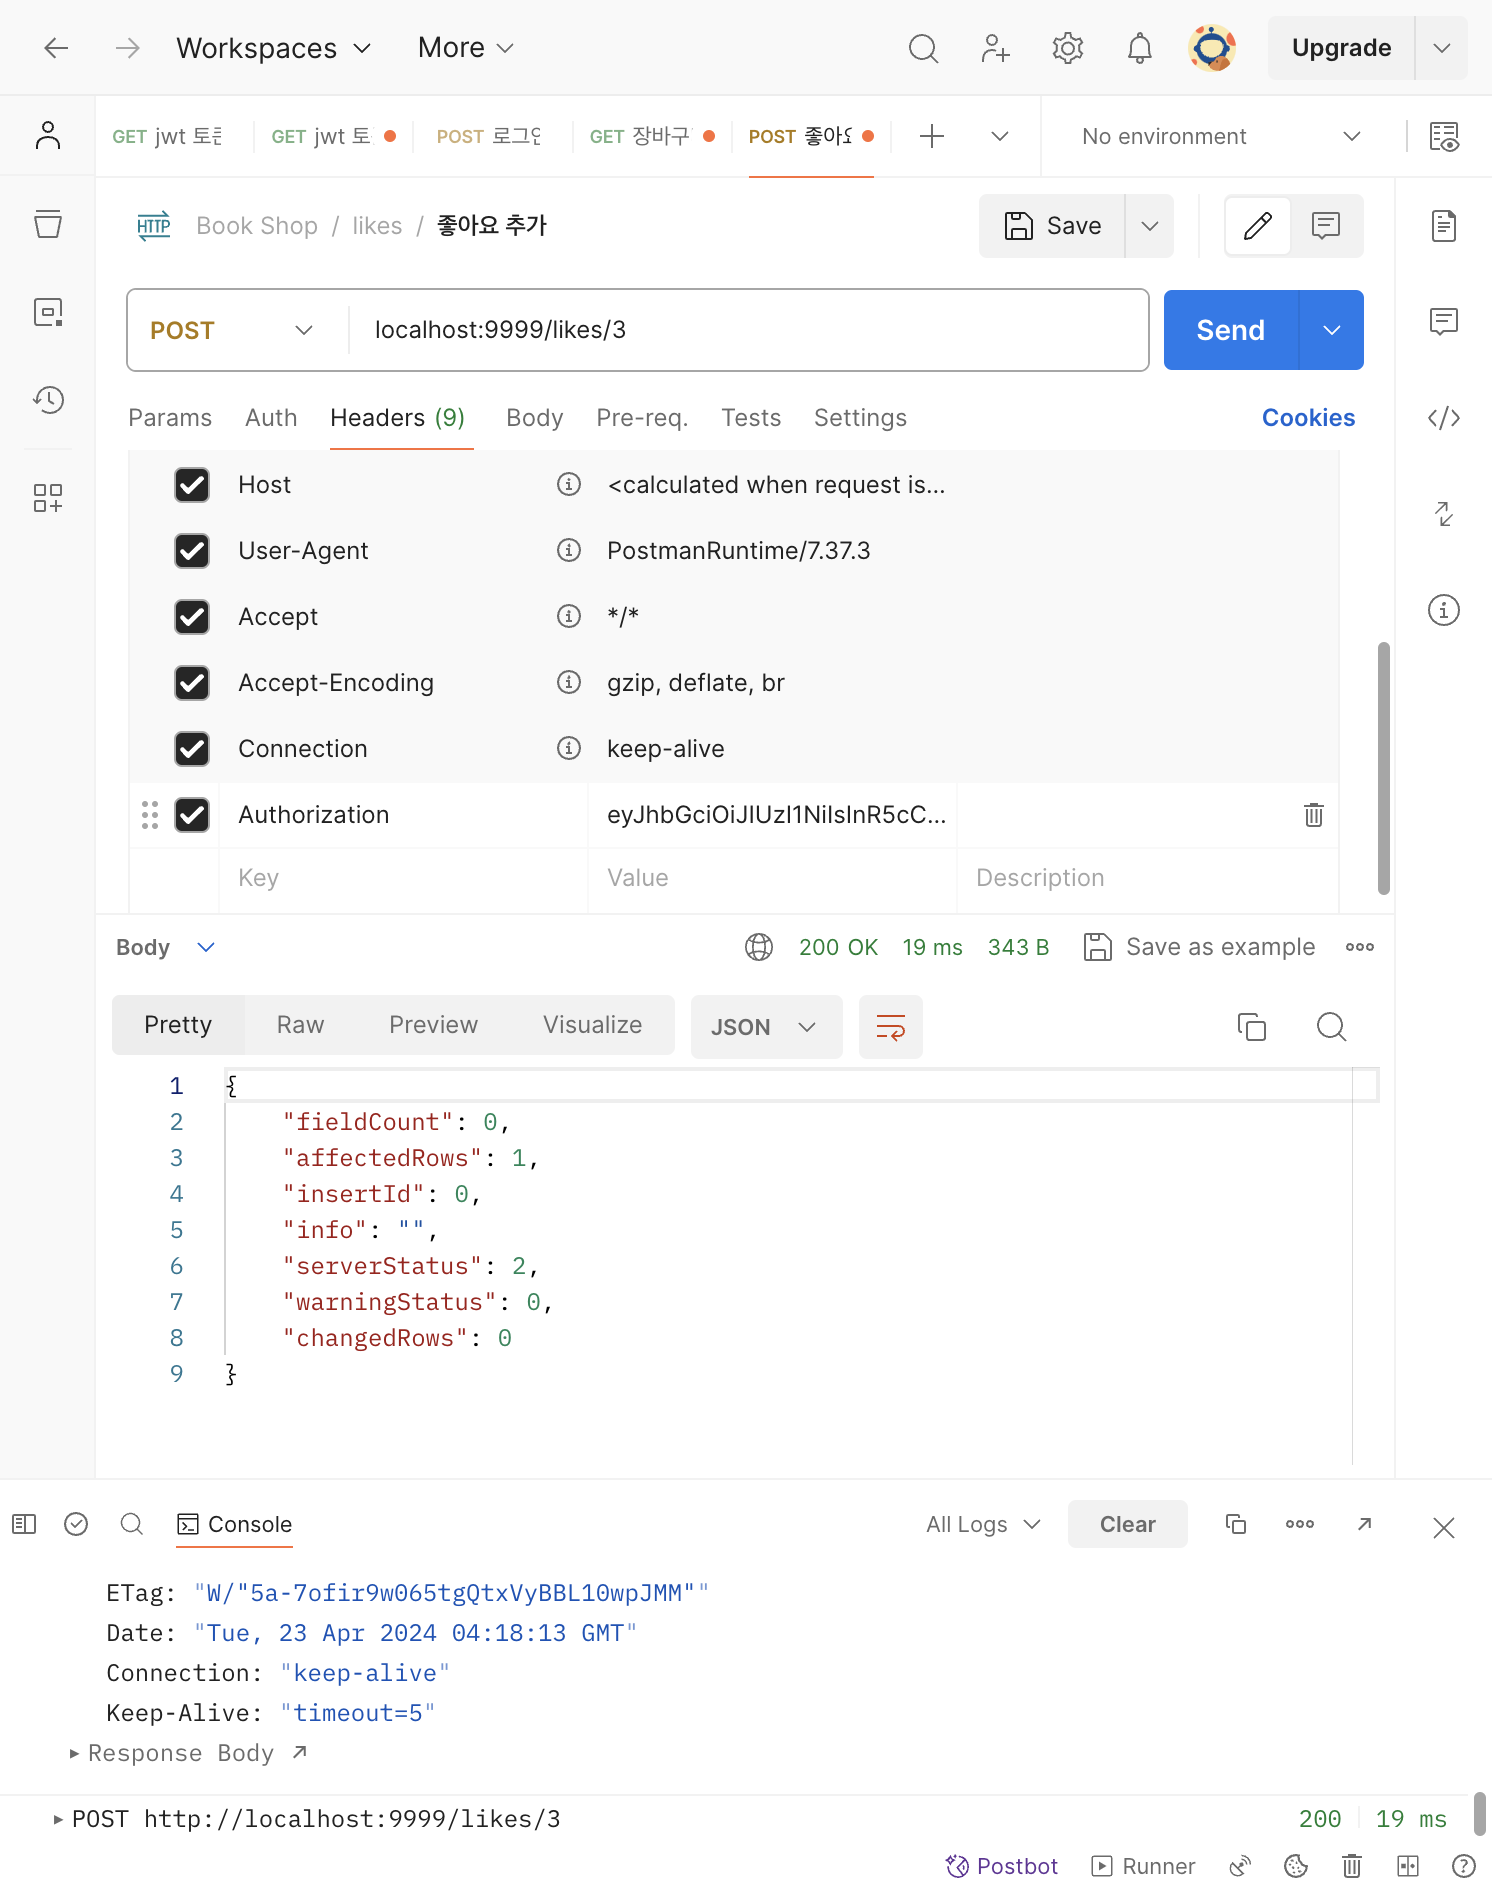 Workspaces More Upgrade
GET jwt 토큰 GET jwt 토 POST 로그인 GET 장바구 POST 좋아요 No environment
HTTP Book Shop / likes / 좋아요 추가 Save
POST localhost:9999/likes/3 Send
Params Auth Headers (9) Body Pre-req. Tests Settings Cookies
Host <calculated when request is...
User-Agent PostmanRuntime/7.37.3
Accept */*
Accept-Encoding gzip, deflate, br
Connection keep-alive
Authorization eyJhbGciOiJIUzI1NiIsInR5cC...
Key Value Description
Body 200 OK 19 ms 343 B Save as example
Pretty Raw Preview Visualize JSON
1 {
2 "fieldCount": 0,
3 "affectedRows": 1,
4 "insertId": 0,
5 "info": "",
6 "serverStatus": 2,
7 "warningStatus": 0,
8 "changedRows": 0
9 }
Console All Logs Clear
ETag: "W/"5a-7ofir9w065tgQtxVyBBL10wpJMM""
Date: "Tue, 23 Apr 2024 04:18:13 GMT"
Connection: "keep-alive"
Keep-Alive: "timeout=5"
Response Body
POST http://localhost:9999/likes/3 200 19 ms
Postbot Runner